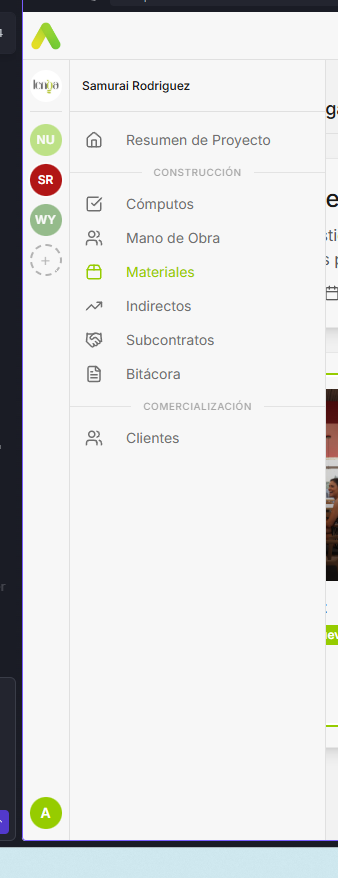 Samurai Rodriguez
NU
SR
WY
+
Resumen de Proyecto
CONSTRUCCIÓN
Cómputos
Mano de Obra
Materiales
Indirectos
Subcontratos
Bitácora
COMERCIALIZACIÓN
Clientes
A